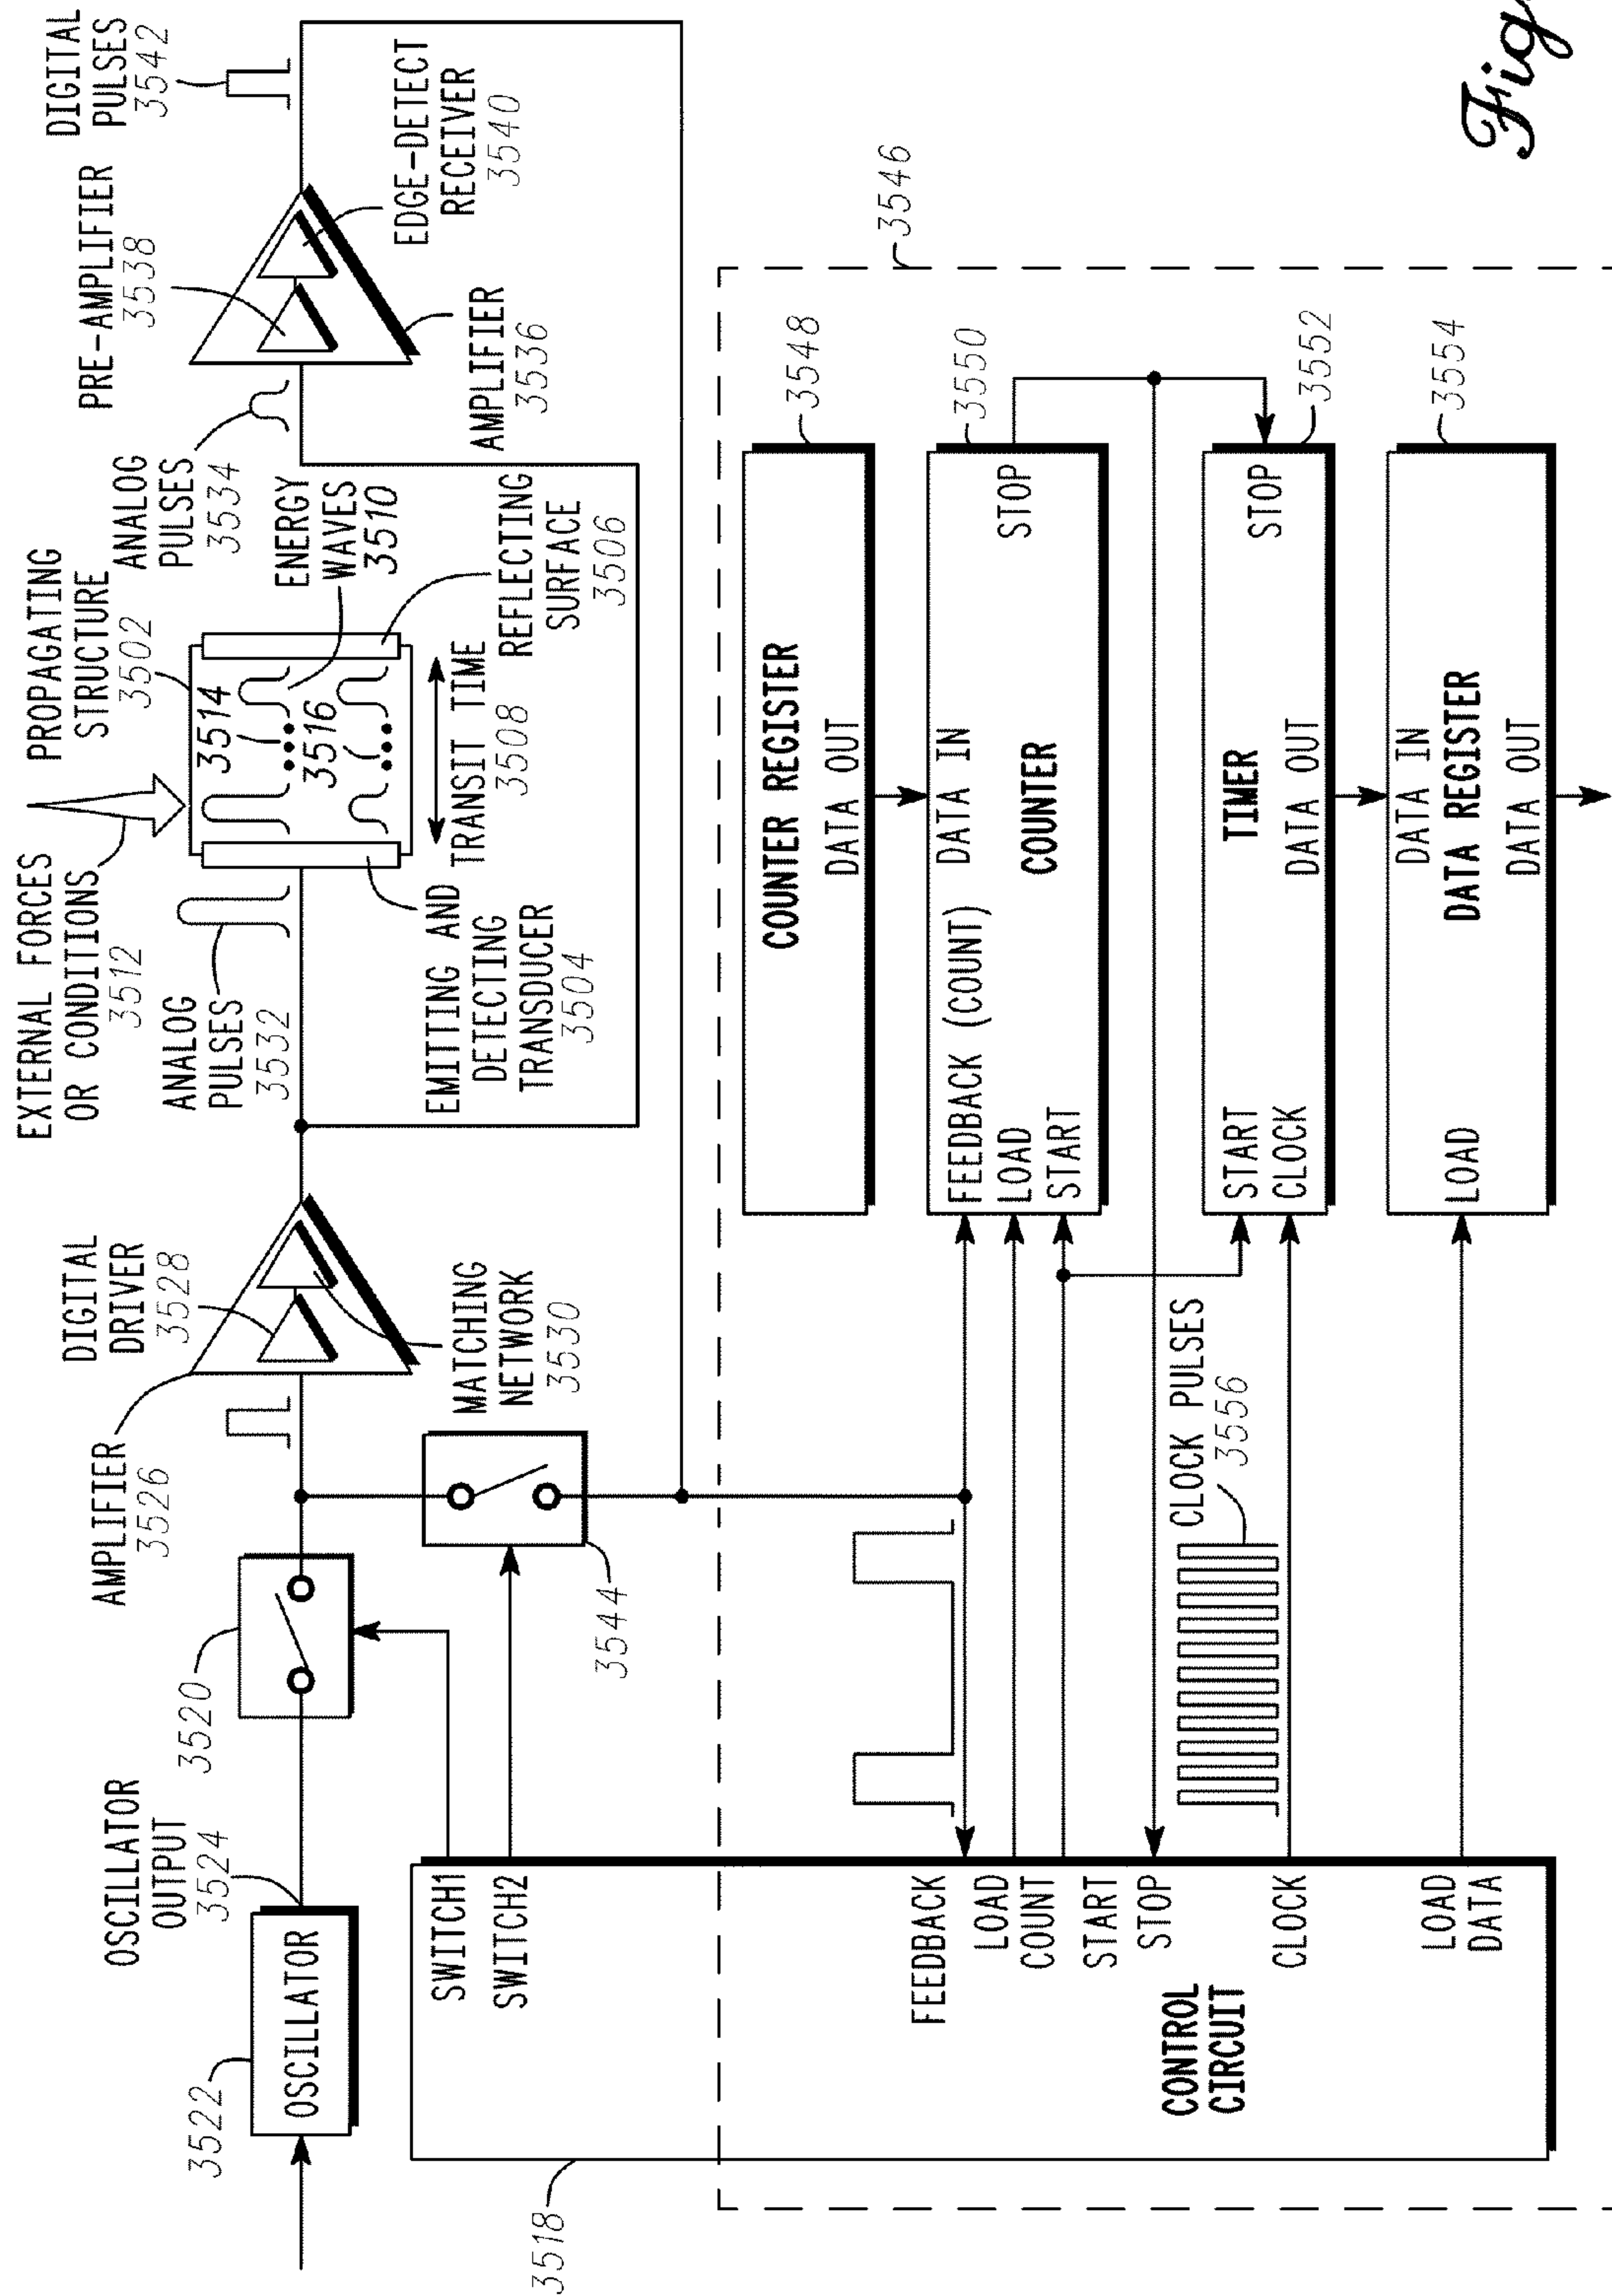 EXTERNAL FORCES
OR CONDITIONS
3512
PROPAGATING
STRUCTURE
3502
DIGITAL
PULSES
3542
PRE-AMPLIFIER
3538
ANALOG
PULSES
3534
ENERGY
WAVES
3510
3514
3516
ANALOG
PULSES
3532
DIGITAL
DRIVER
3528
AMPLIFIER
3526
OSCILLATOR
OUTPUT
3524
3520
3522
OSCILLATOR
EDGE-DETECT
RECEIVER
3540
AMPLIFIER
3536
REFLECTING
SURFACE
3506
TRANSIT TIME
3508
EMITTING AND
DETECTING
TRANSDUCER
3504
MATCHING
NETWORK
3530
3544
SWITCH1
SWITCH2
3518
3546
COUNTER REGISTER
DATA OUT
3548
FEEDBACK
LOAD
COUNT
START
STOP
CLOCK
LOAD
DATA
CONTROL
CIRCUIT
FEEDBACK (COUNT)
LOAD
START
DATA IN
COUNTER
STOP
3550
CLOCK PULSES
3556
START
CLOCK
TIMER
DATA OUT
STOP
3552
LOAD
DATA IN
DATA REGISTER
DATA OUT
3554
Fig